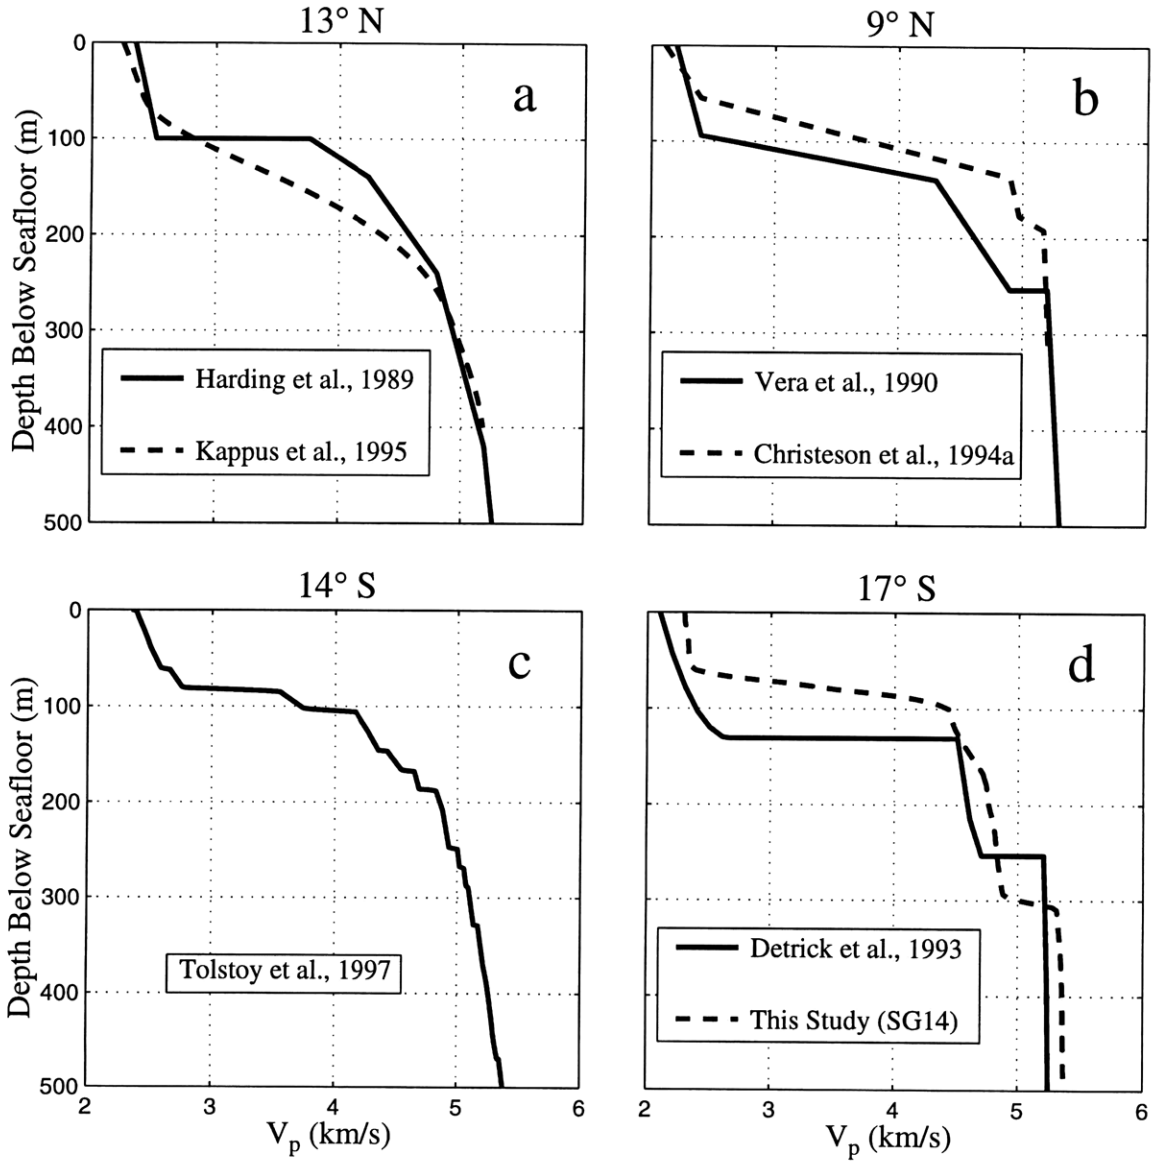 13° N
9° N
0
100
200
300
400
500
Depth Below Seafloor (m)
a
Harding et al., 1989
Kappus et al., 1995
b
Vera et al., 1990
Christeson et al., 1994a
14° S
17° S
0
100
200
300
400
500
Depth Below Seafloor (m)
c
Tolstoy et al., 1997
d
Detrick et al., 1993
This Study (SG14)
2 3 4 5 6
Vp (km/s)
2 3 4 5 6
Vp (km/s)